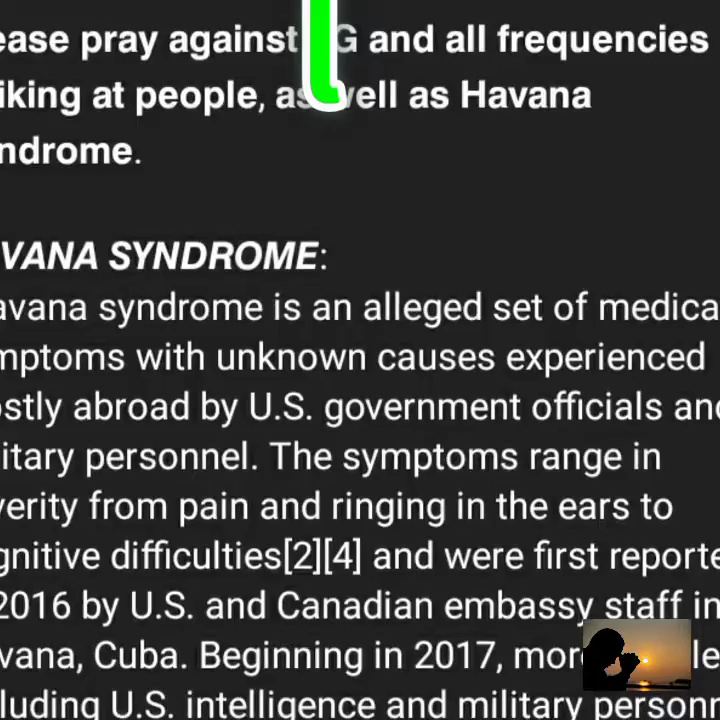 ease pray against G and all frequencies
iking at people, as well as Havana
ndrome.
VANA SYNDROME:
avana syndrome is an alleged set of medica
mptoms with unknown causes experienced
ostly abroad by U.S. government officials and
itary personnel. The symptoms range in
verity from pain and ringing in the ears to
gnitive difficulties[2][4] and were first reporte
2016 by U.S. and Canadian embassy staff in
vana, Cuba. Beginning in 2017, more le
luding U.S. intelligence and military personn